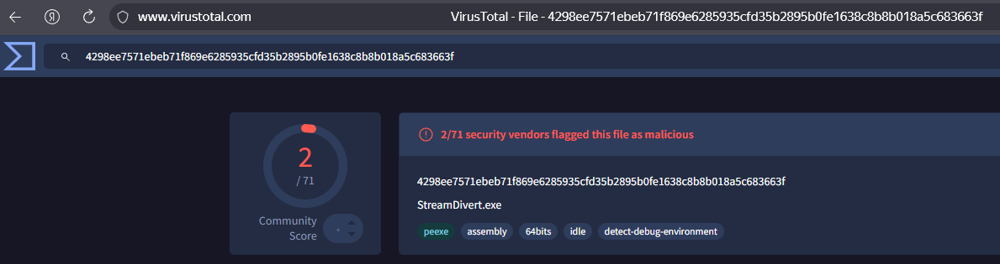 www.virustotal.com VirusTotal - File - 4298ee7571ebeb71f869e6285935cfd35b2895b0fe1638c8b8b018a5c683663f
4298ee7571ebeb71f869e6285935cfd35b2895b0fe1638c8b8b018a5c683663f
2
/ 71
Community
Score
2/71 security vendors flagged this file as malicious
4298ee7571ebeb71f869e6285935cfd35b2895b0fe1638c8b8b018a5c683663f
StreamDivert.exe
peexe assembly 64bits idle detect-debug-environment